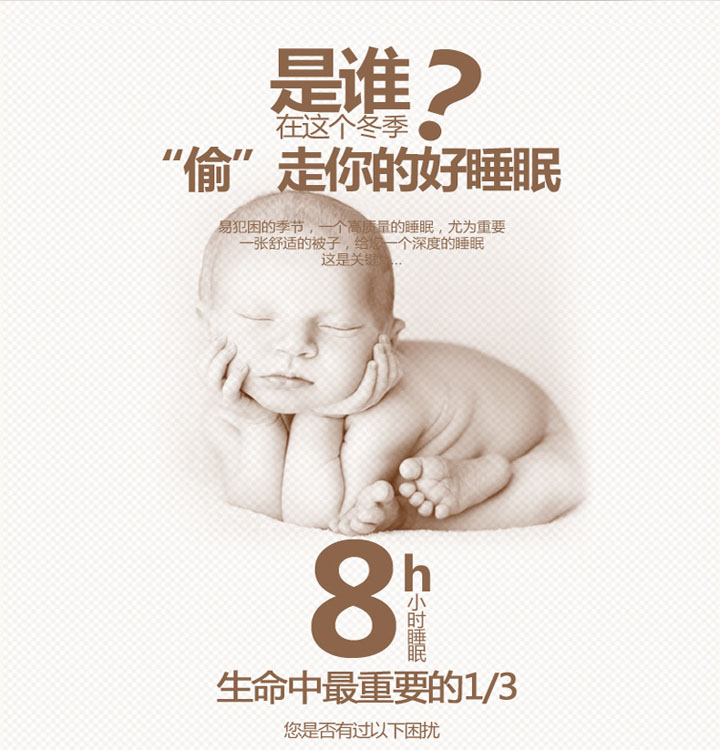 是谁?
在这个冬季
“偷”走你的好睡眠
易犯困的季节，一个高质量的睡眠，尤为重要
一张舒适的被子，给您一个深度的睡眠
这是关键……
8h
小时睡眠
生命中最重要的1/3
您是否有过以下困扰